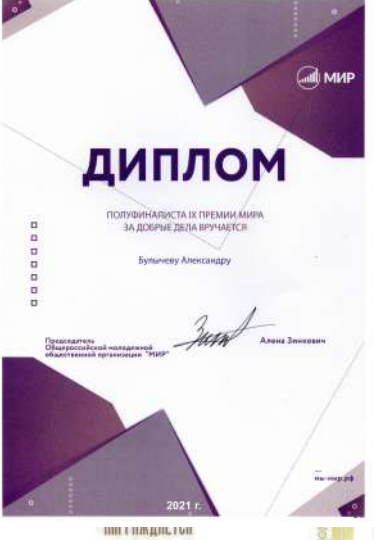 МИР
ДИПЛОМ
ПОЛУФИНАЛИСТА IX ПРЕМИИ МИРА
ЗА ДОБРЫЕ ДЕЛА ВРУЧАЕТСЯ
Булычеву Александру
Председатель
Общероссийской молодежной
общественной организации "МИР"
Алена Зинкович
мы-мир.рф
2021 г.